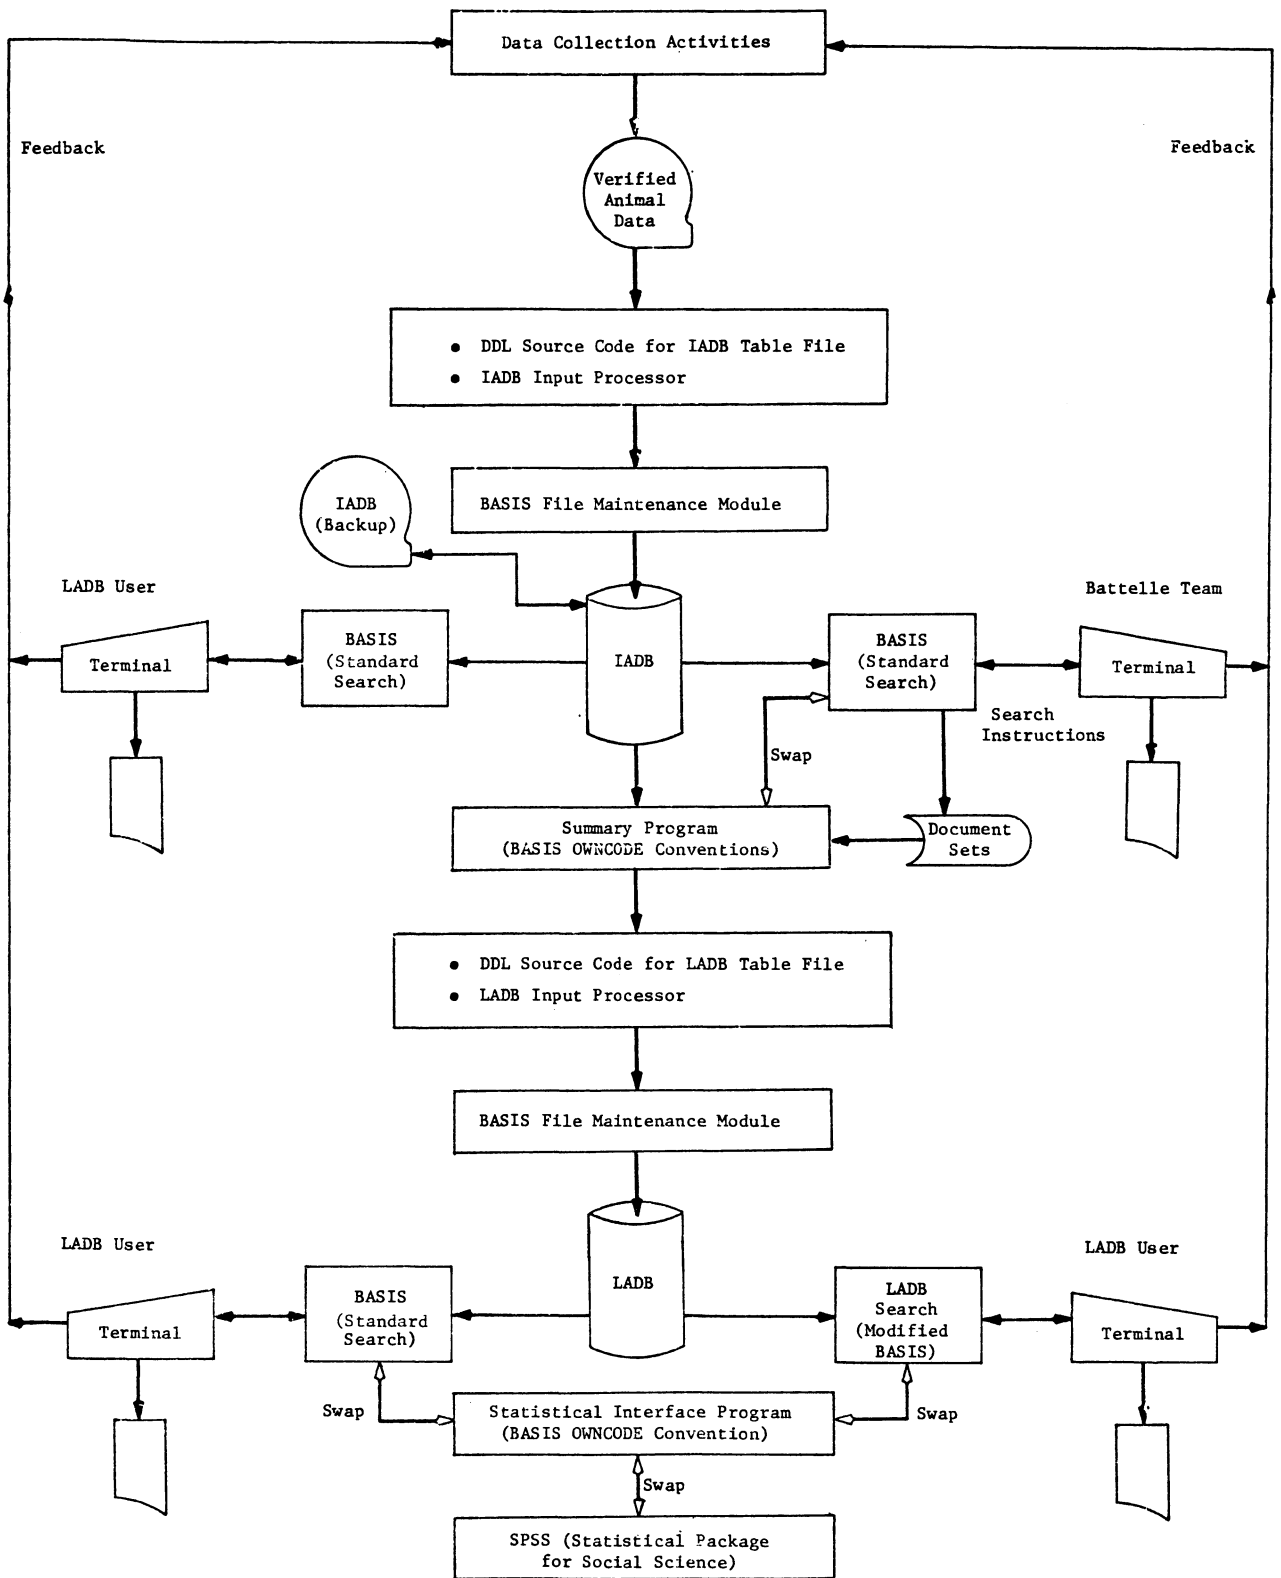 Data Collection Activities
Feedback
Feedback
Verified
Animal
Data
• DDL Source Code for IADB Table File
• IADB Input Processor
IADB
(Backup)
BASIS File Maintenance Module
LADB User
Battelle Team
Terminal
BASIS
(Standard
Search)
IADB
BASIS
(Standard
Search)
Terminal
Search
Instructions
Swap
Summary Program
(BASIS OWNCODE Conventions)
Document
Sets
• DDL Source Code for LADB Table File
• LADB Input Processor
BASIS File Maintenance Module
LADB User
LADB User
Terminal
BASIS
(Standard
Search)
LADB
LADB
Search
(Modified
BASIS)
Terminal
Swap
Statistical Interface Program
(BASIS OWNCODE Convention)
Swap
Swap
SPSS (Statistical Package
for Social Science)